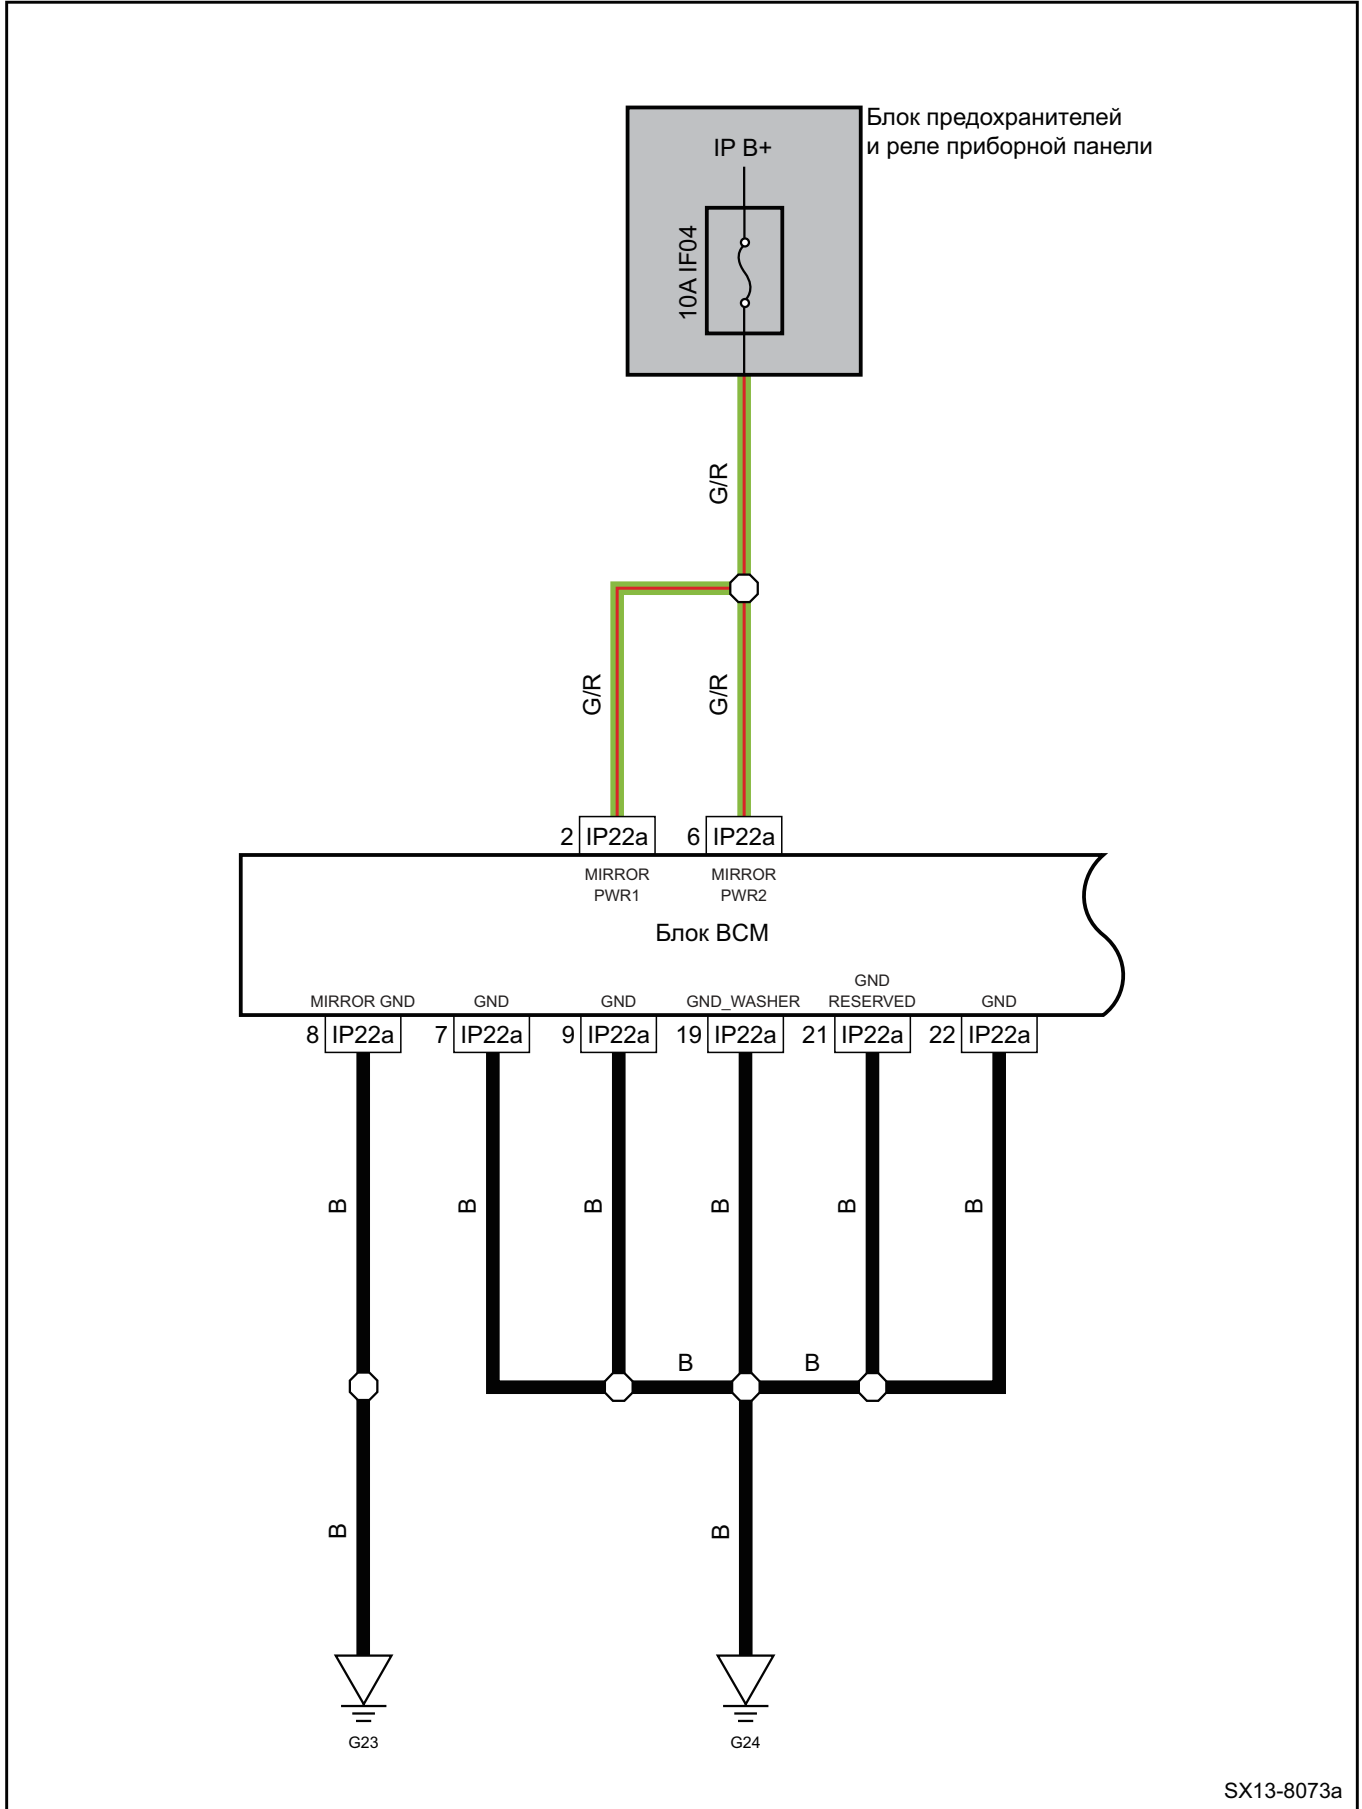 Блок предохранителей
и реле приборной панели
IP B+
10A IF04
G/R
G/R
G/R
2 IP22a
6 IP22a
MIRROR
PWR1
MIRROR
PWR2
Блок BCM
MIRROR GND
GND
GND
GND_WASHER
GND
RESERVED
GND
8 IP22a
7 IP22a
9 IP22a
19 IP22a
21 IP22a
22 IP22a
B
B
B
B
B
B
B
B
B
B
G23
G24
SX13-8073a